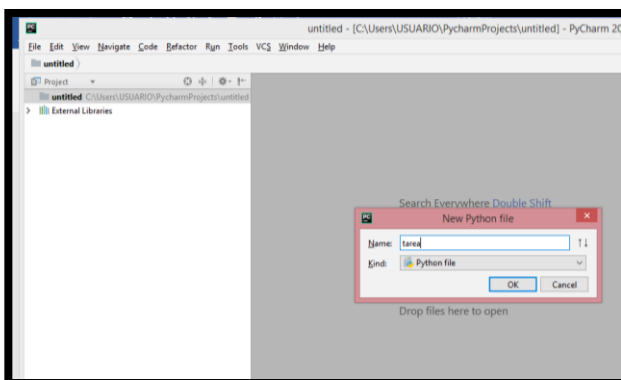 untitled - [C:\Users\USUARIO\PycharmProjects\untitled] - PyCharm 20
File Edit View Navigate Code Refactor Run Tools VCS Window Help
untitled
Project
untitled C:\Users\USUARIO\PycharmProjects\untitled
External Libraries
Search Everywhere Double Shift
New Python file
Name: tarea
Kind: Python file
OK Cancel
Drop files here to open